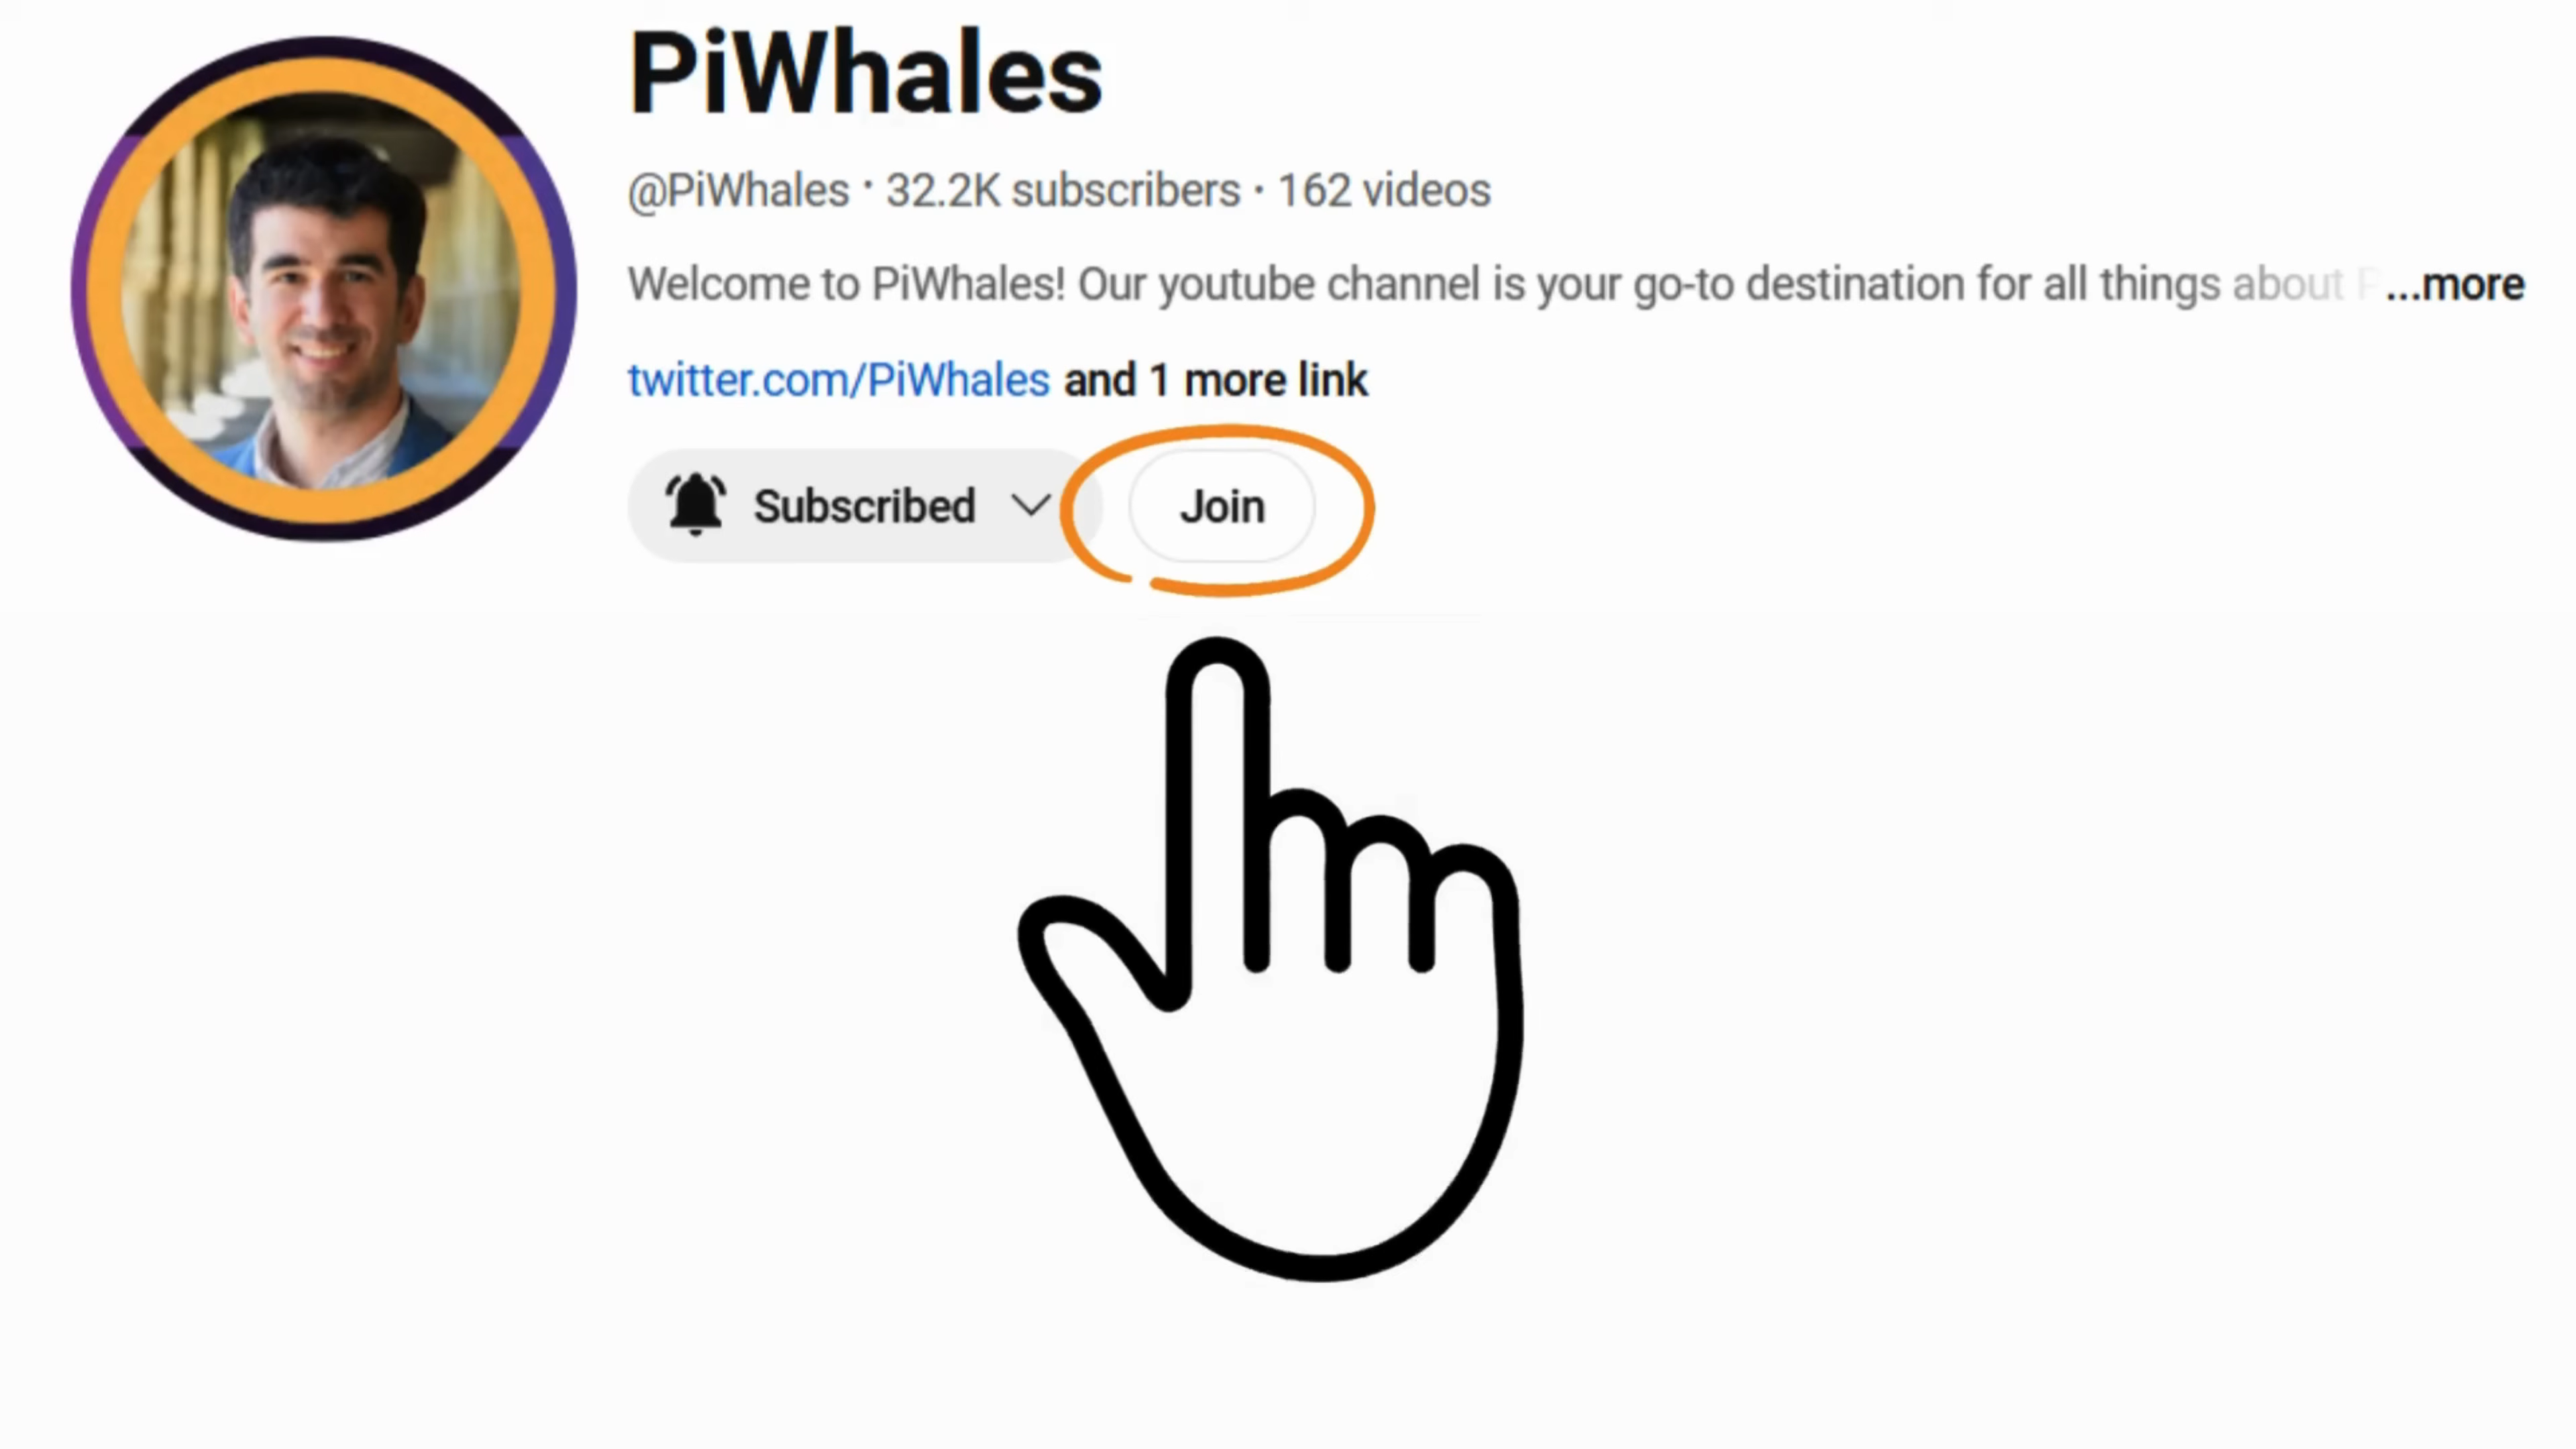 PiWhales
@PiWhales · 32.2K subscribers · 162 videos
Welcome to PiWhales! Our youtube channel is your go-to destination for all things about P ...more
twitter.com/PiWhales and 1 more link
Subscribed
Join